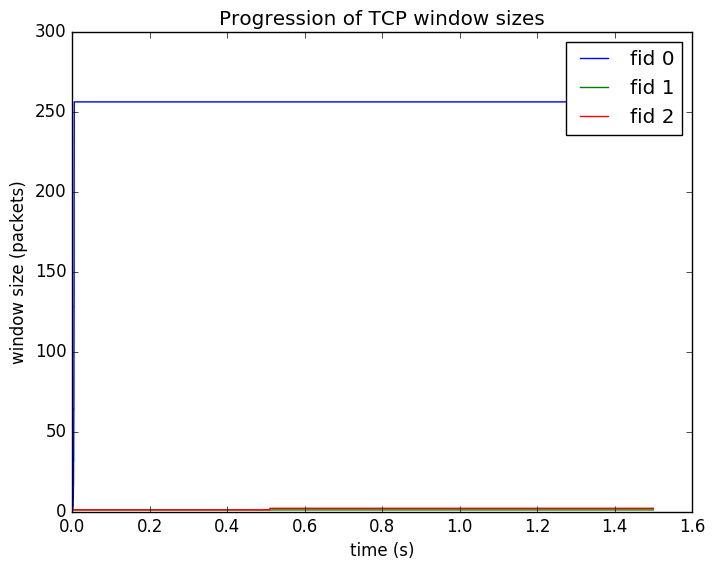 Progression of TCP window sizes
300
250
200
150
100
50
0
window size (packets)
fid 0
fid 1
fid 2
0.0 0.2 0.4 0.6 0.8 1.0 1.2 1.4 1.6
time (s)